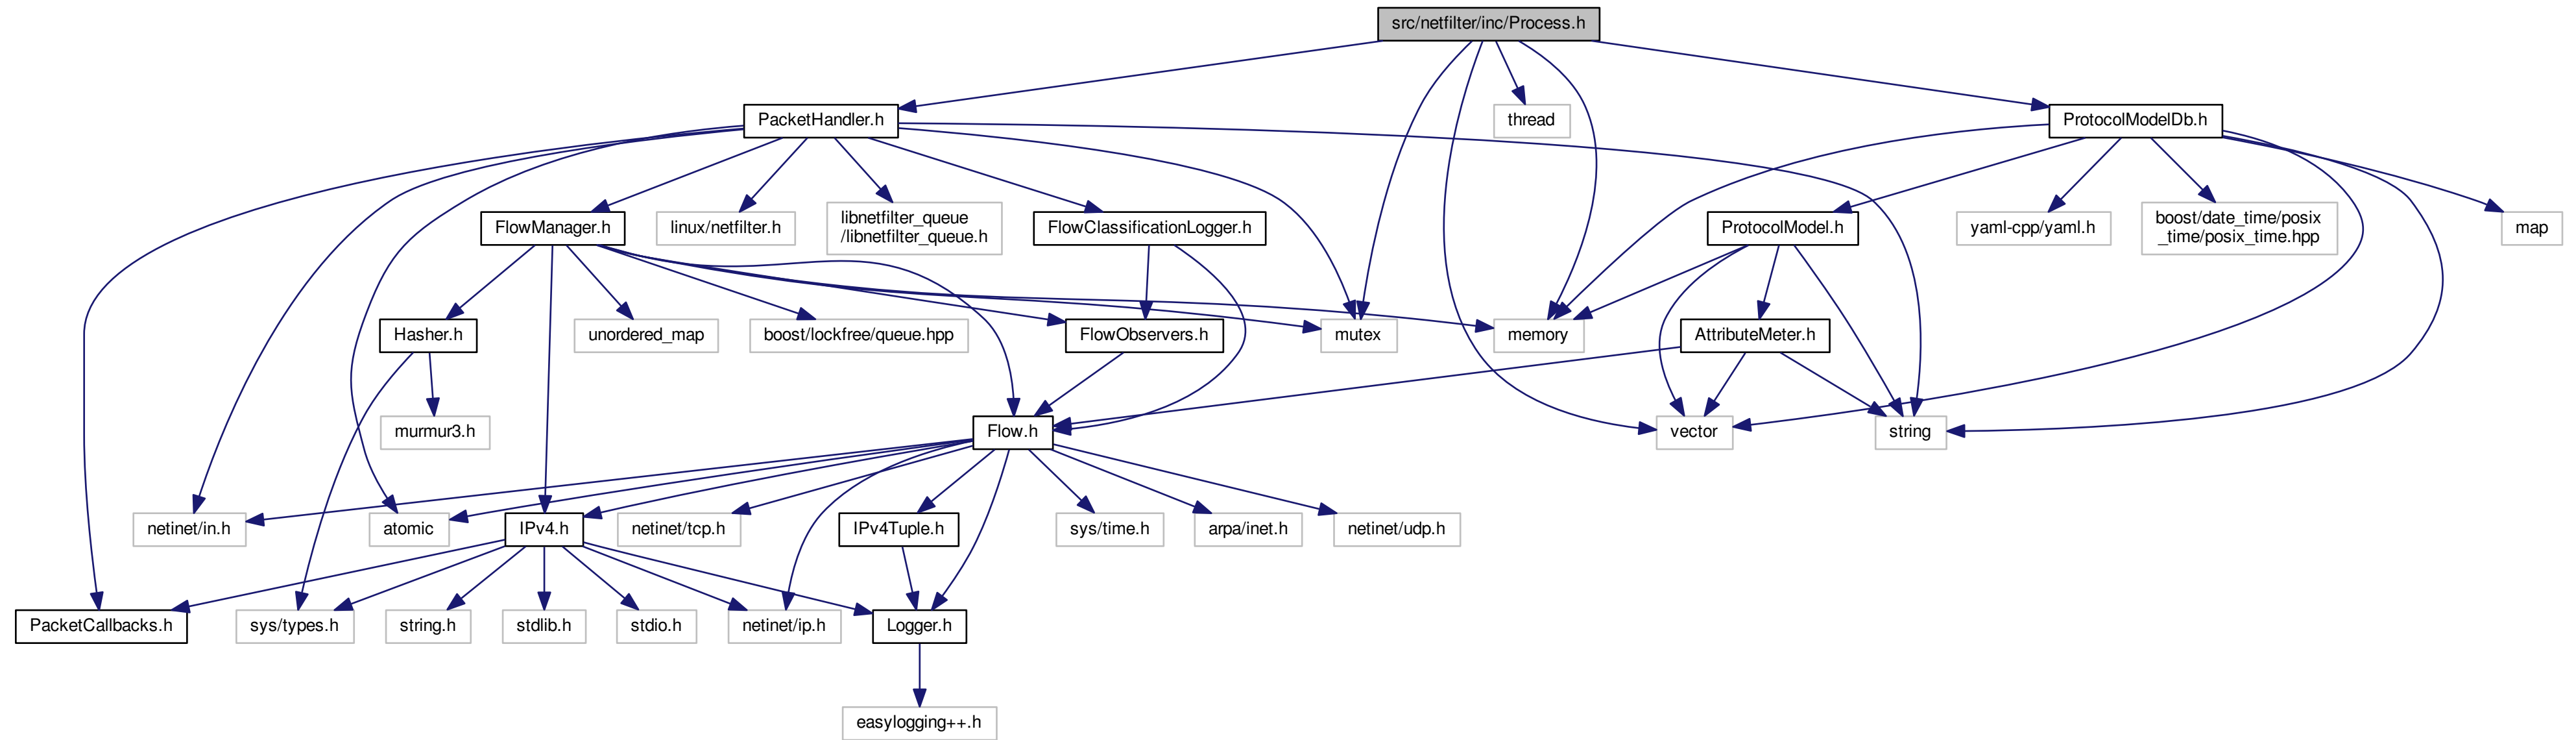 src/netfilter/inc/Process.h
PacketHandler.h
thread
ProtocolModelDb.h
FlowManager.h
linux/netfilter.h
libnetfilter_queue
/libnetfilter_queue.h
FlowClassificationLogger.h
ProtocolModel.h
yaml-cpp/yaml.h
boost/date_time/posix
_time/posix_time.hpp
map
Hasher.h
unordered_map
boost/lockfree/queue.hpp
FlowObservers.h
mutex
memory
AttributeMeter.h
murmur3.h
Flow.h
vector
string
netinet/in.h
atomic
IPv4.h
netinet/tcp.h
IPv4Tuple.h
sys/time.h
arpa/inet.h
netinet/udp.h
PacketCallbacks.h
sys/types.h
string.h
stdlib.h
stdio.h
netinet/ip.h
Logger.h
easylogging++.h